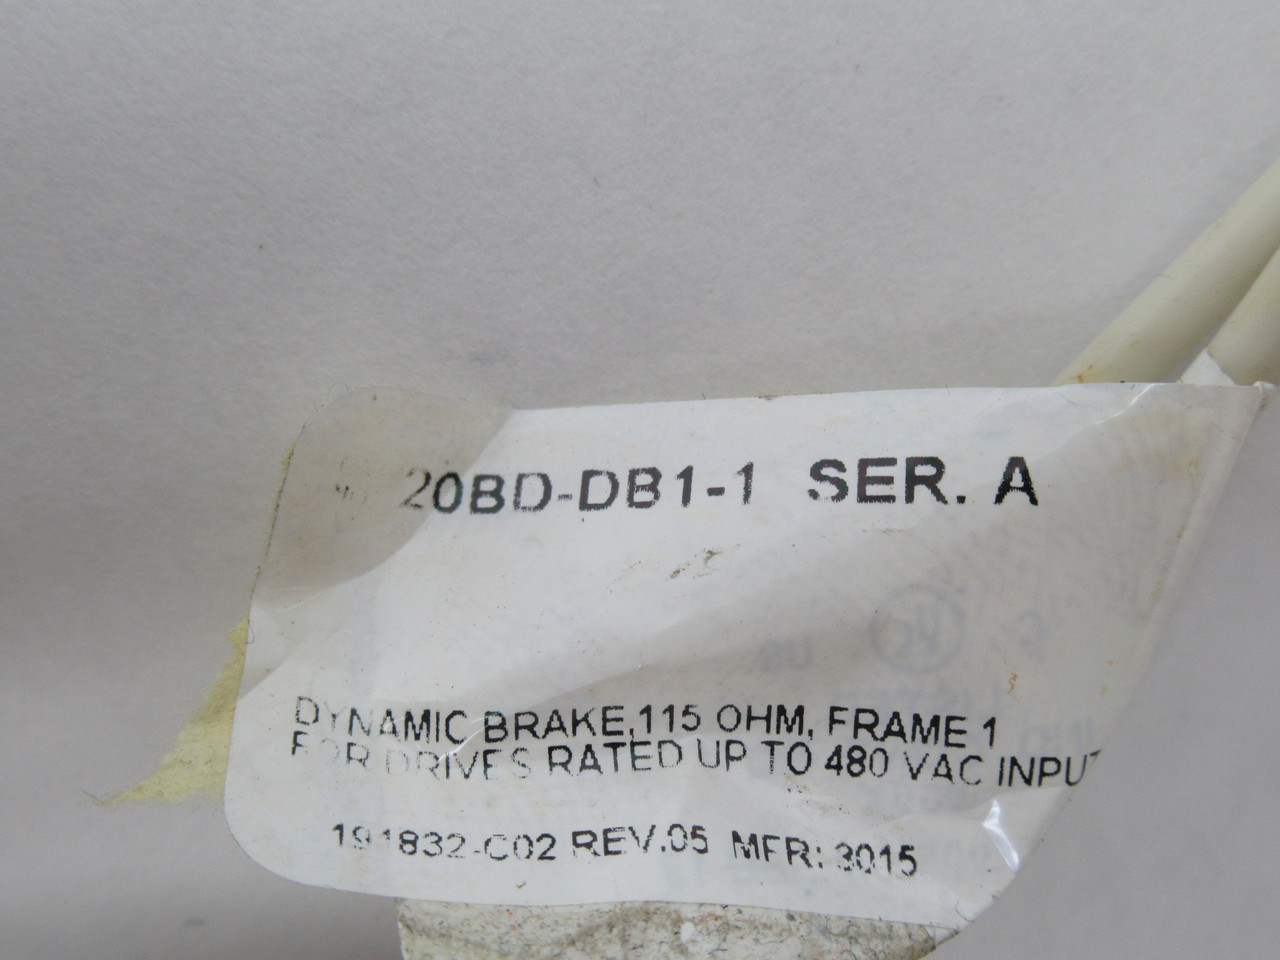 20BD-DB1-1 SER. A
DYNAMIC BRAKE,115 OHM, FRAME 1
FOR DRIVES RATED UP TO 480 VAC INPUT
191832-C02 REV.05 MFR: 3015